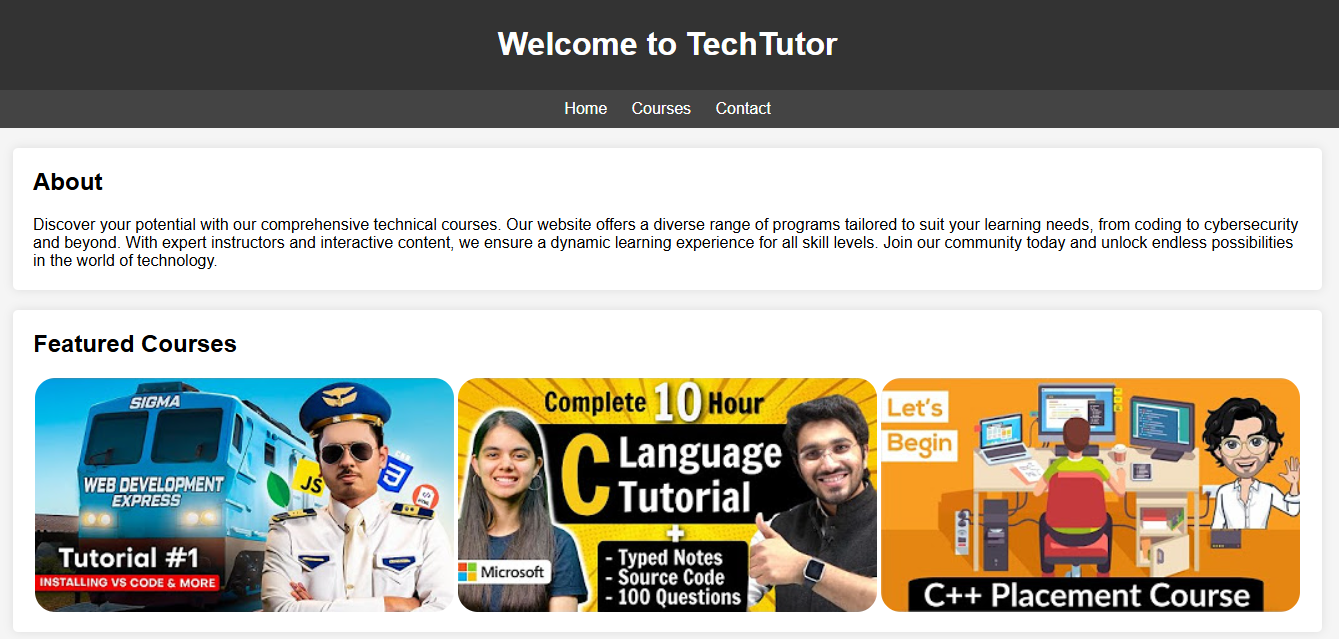 Welcome to TechTutor
Home Courses Contact
About
Discover your potential with our comprehensive technical courses. Our website offers a diverse range of programs tailored to suit your learning needs, from coding to cybersecurity
and beyond. With expert instructors and interactive content, we ensure a dynamic learning experience for all skill levels. Join our community today and unlock endless possibilities
in the world of technology.
Featured Courses
SIGMA
WEB DEVELOPMENT
EXPRESS
JS
Tutorial #1
INSTALLING VS CODE & MORE
Complete 10 Hour
C Language
Tutorial
+
- Typed Notes
- Source Code
- 100 Questions
Microsoft
Let's
Begin
C++ Placement Course